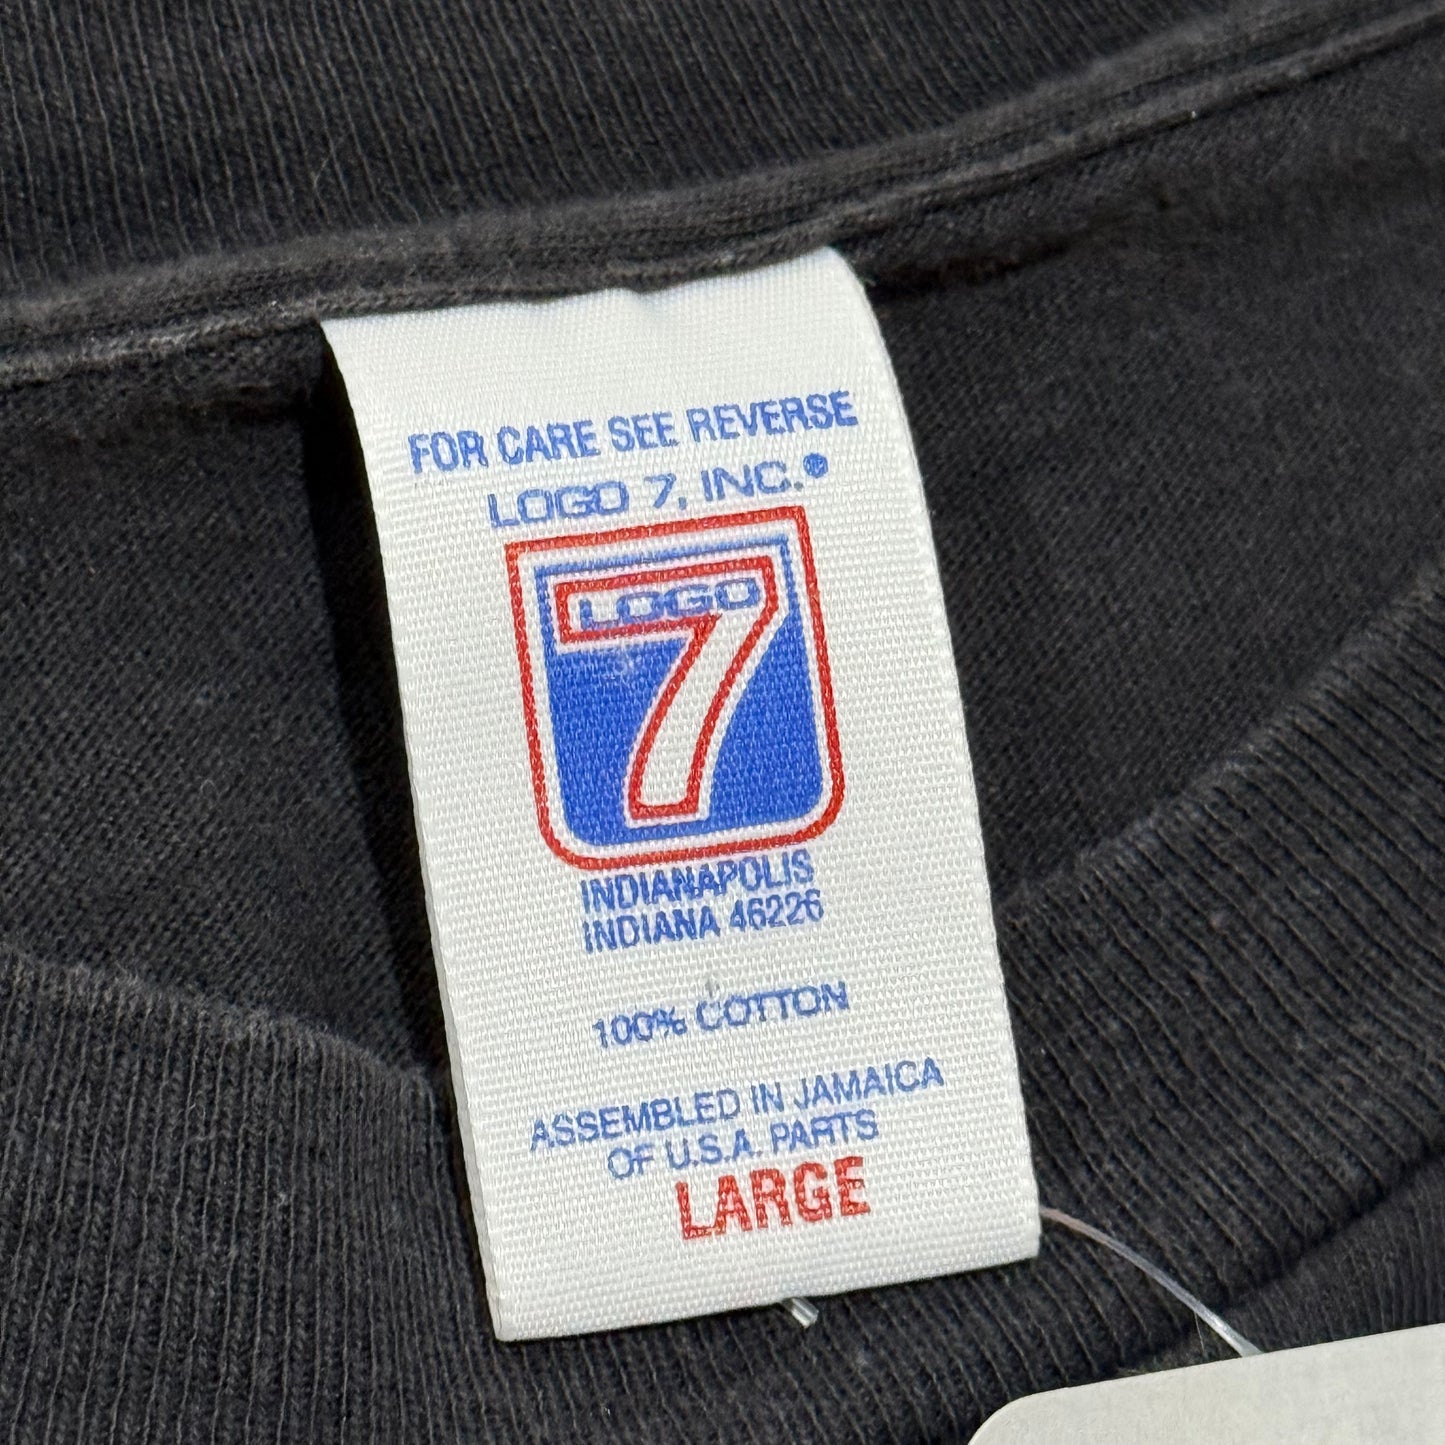 FOR CARE SEE REVERSE
LOGO 7, INC.®
LOGO
7
INDIANAPOLIS
INDIANA 46226
100% COTTON
ASSEMBLED IN JAMAICA
OF U.S.A. PARTS
LARGE